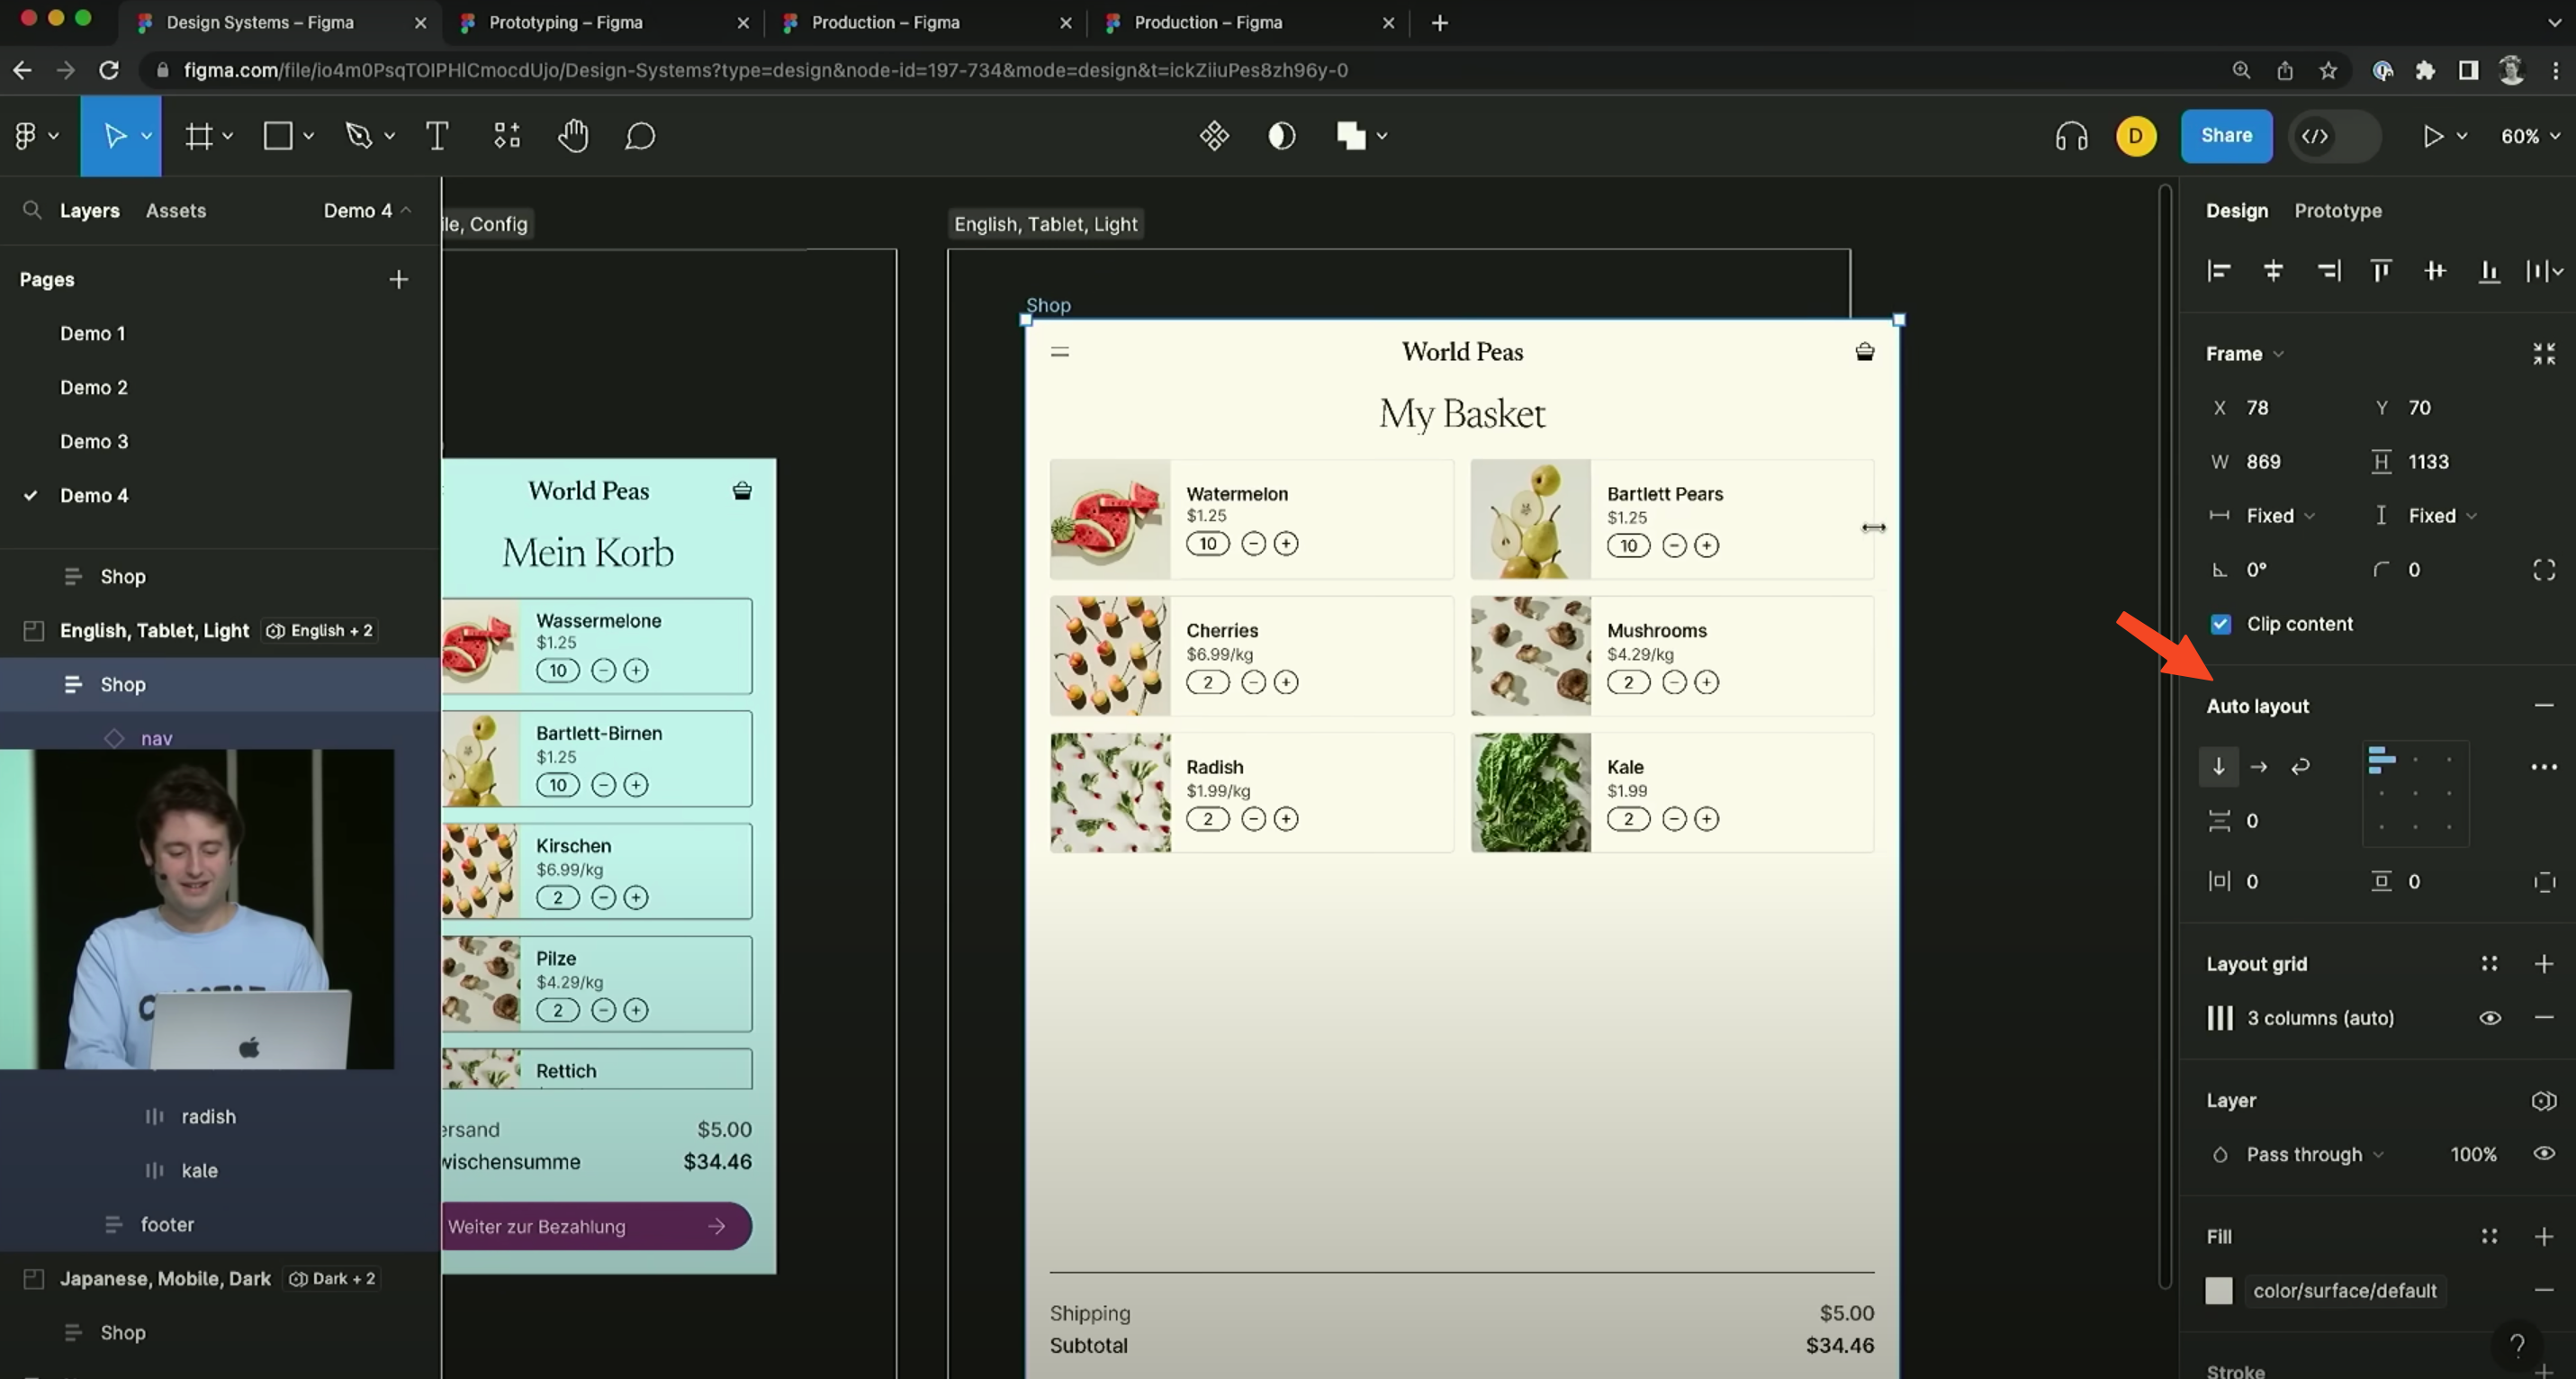 Design Systems – Figma
Prototyping – Figma
Production – Figma
Production – Figma
figma.com/file/io4m0PsqTOIPHlCmocdUjo/Design-Systems?type=design&node-id=197-734&mode=design&t=ickZiiuPes8zh96y-0
D
Share
60%
Layers
Assets
Demo 4
Pages
Demo 1
Demo 2
Demo 3
Demo 4
Shop
English, Tablet, Light
English + 2
Shop
nav
radish
kale
footer
Japanese, Mobile, Dark
Dark + 2
Shop
le, Config
World Peas
Mein Korb
Wassermelone
$1.25
10
Bartlett-Birnen
$1.25
10
Kirschen
$6.99/kg
2
Pilze
$4.29/kg
2
Rettich
ersand
$5.00
wischensumme
$34.46
Weiter zur Bezahlung
English, Tablet, Light
Shop
World Peas
My Basket
Watermelon
$1.25
10
Bartlett Pears
$1.25
10
Cherries
$6.99/kg
2
Mushrooms
$4.29/kg
2
Radish
$1.99/kg
2
Kale
$1.99
2
Shipping
$5.00
Subtotal
$34.46
Design
Prototype
Frame
X 78
Y 70
W 869
H 1133
Fixed
Fixed
0°
0
Clip content
Auto layout
0
0
0
Layout grid
3 columns (auto)
Layer
Pass through
100%
Fill
color/surface/default
?
Stroke